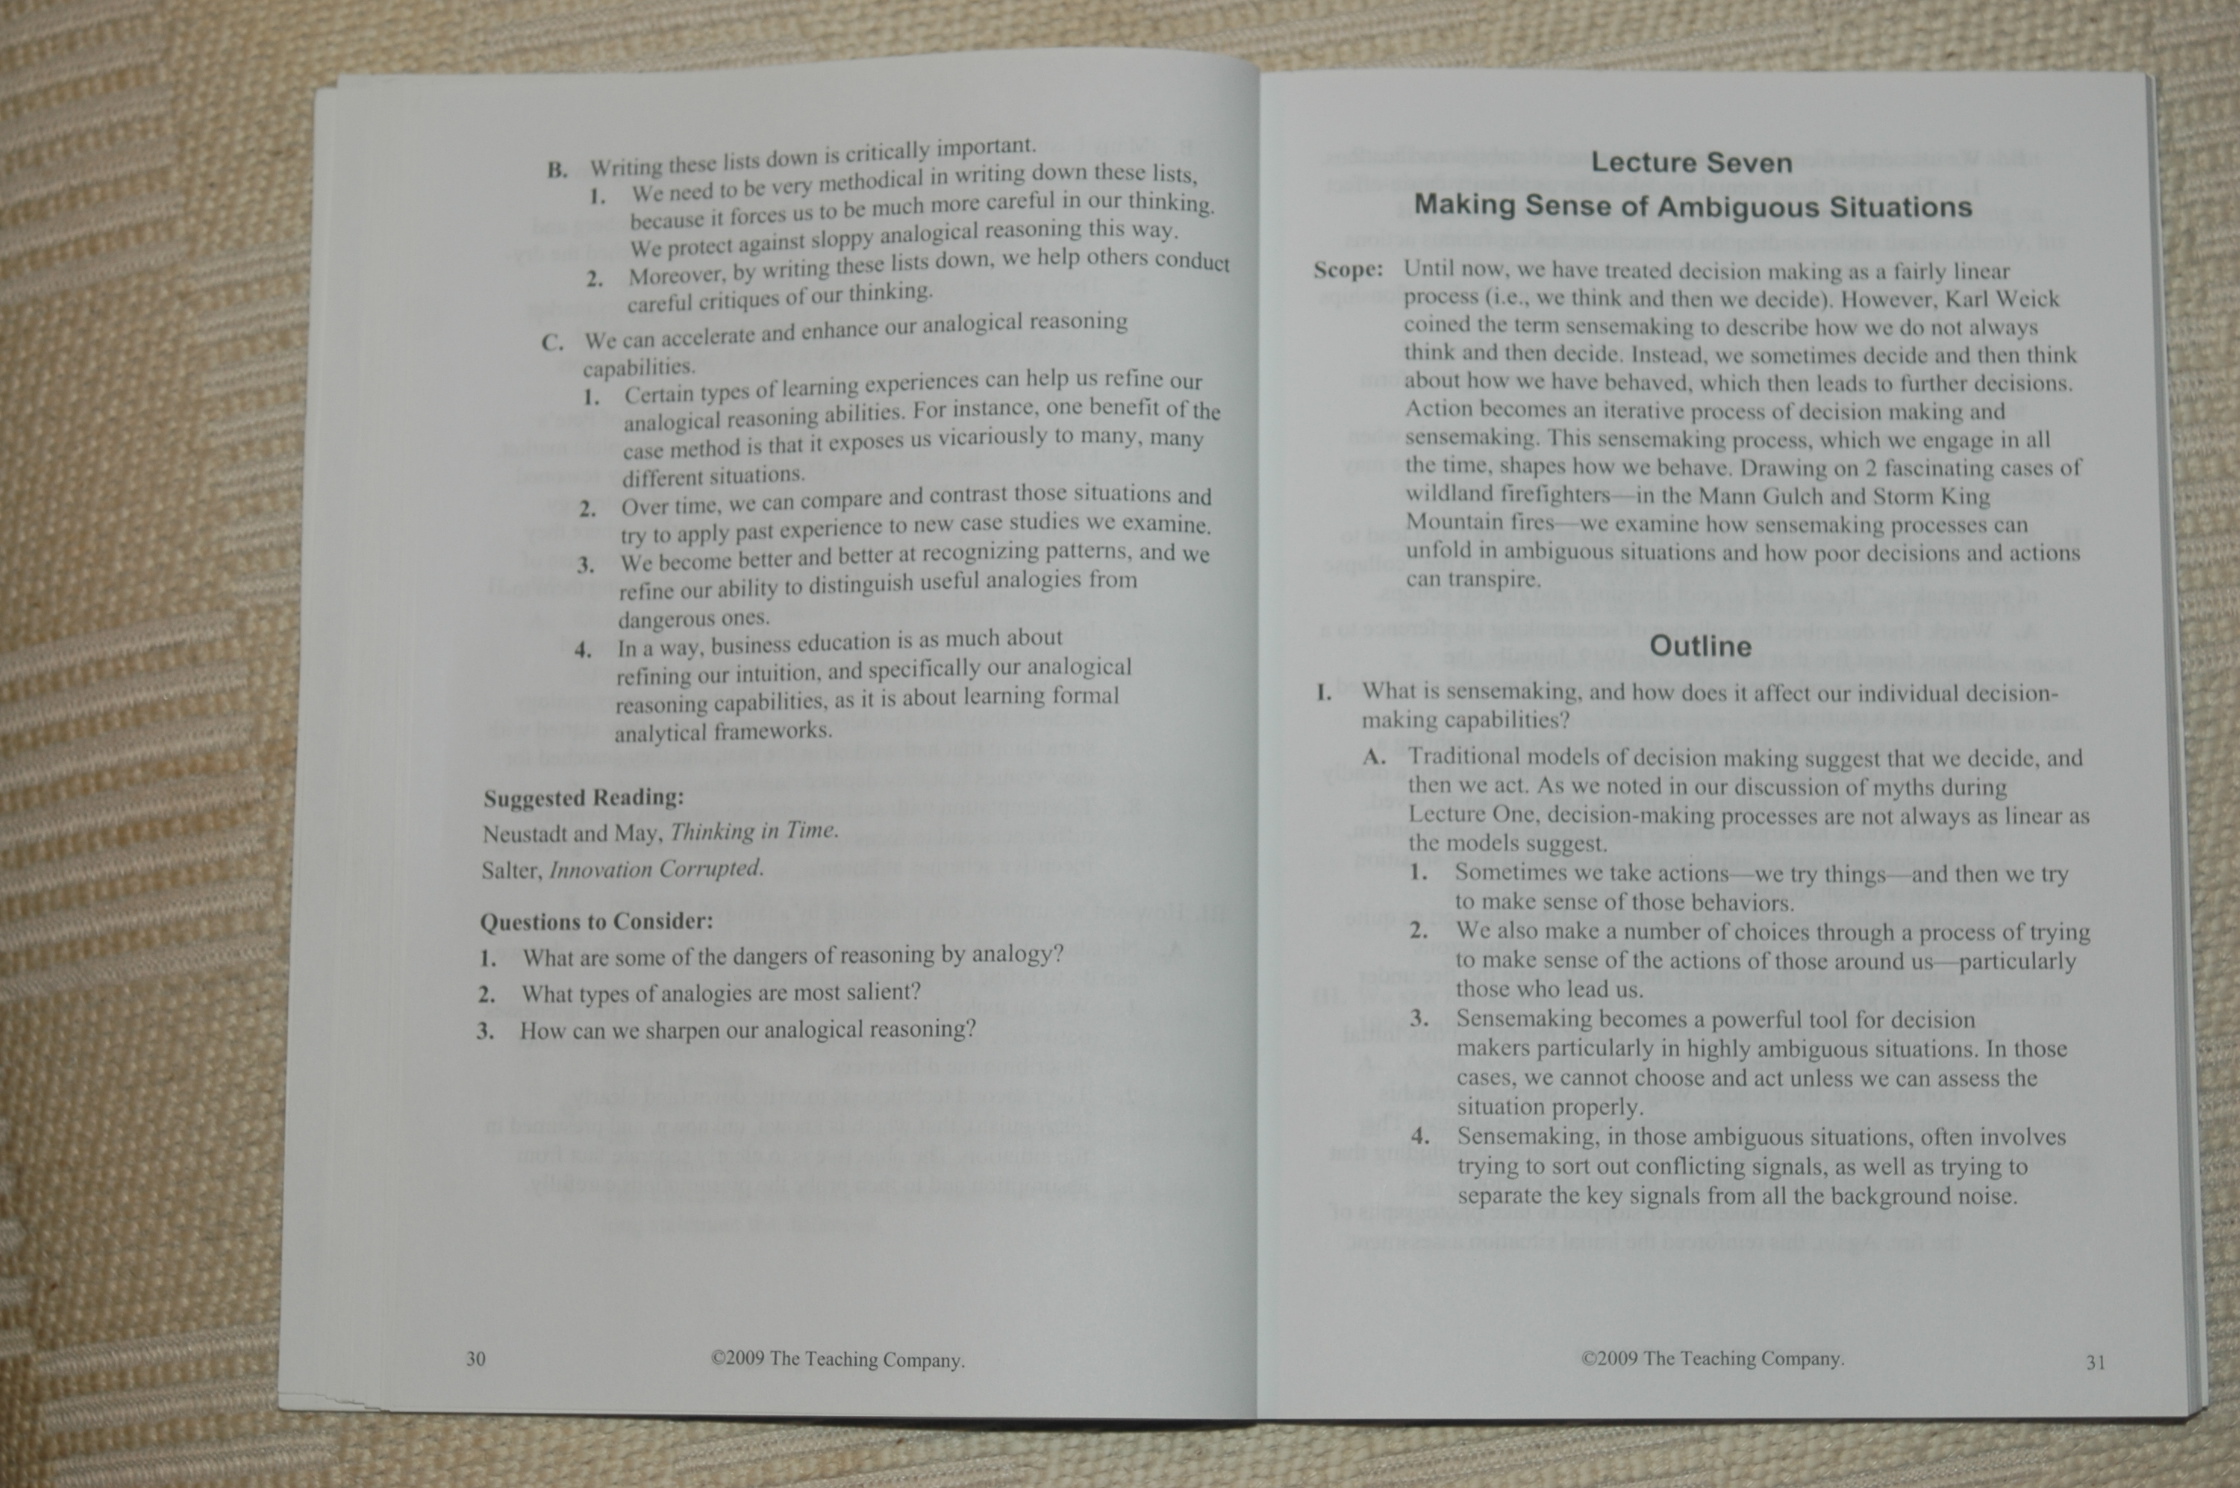 B. Writing these lists down is critically important.
1. We need to be very methodical in writing down these lists,
because it forces us to be much more careful in our thinking.
We protect against sloppy analogical reasoning this way.
2. Moreover, by writing these lists down, we help others conduct
careful critiques of our thinking.
C. We can accelerate and enhance our analogical reasoning
capabilities.
1. Certain types of learning experiences can help us refine our
analogical reasoning abilities. For instance, one benefit of the
case method is that it exposes us vicariously to many, many
different situations.
2. Over time, we can compare and contrast those situations and
try to apply past experience to new case studies we examine.
3. We become better and better at recognizing patterns, and we
refine our ability to distinguish useful analogies from
dangerous ones.
4. In a way, business education is as much about
refining our intuition, and specifically our analogical
reasoning capabilities, as it is about learning formal
analytical frameworks.
Suggested Reading:
Neustadt and May, Thinking in Time.
Salter, Innovation Corrupted.
Questions to Consider:
1. What are some of the dangers of reasoning by analogy?
2. What types of analogies are most salient?
3. How can we sharpen our analogical reasoning?
30 ©2009 The Teaching Company.
Lecture Seven
Making Sense of Ambiguous Situations
Scope: Until now, we have treated decision making as a fairly linear
process (i.e., we think and then we decide). However, Karl Weick
coined the term sensemaking to describe how we do not always
think and then decide. Instead, we sometimes decide and then think
about how we have behaved, which then leads to further decisions.
Action becomes an iterative process of decision making and
sensemaking. This sensemaking process, which we engage in all
the time, shapes how we behave. Drawing on 2 fascinating cases of
wildland firefighters—in the Mann Gulch and Storm King
Mountain fires—we examine how sensemaking processes can
unfold in ambiguous situations and how poor decisions and actions
can transpire.
Outline
I. What is sensemaking, and how does it affect our individual decision-
making capabilities?
A. Traditional models of decision making suggest that we decide, and
then we act. As we noted in our discussion of myths during
Lecture One, decision-making processes are not always as linear as
the models suggest.
1. Sometimes we take actions—we try things—and then we try
to make sense of those behaviors.
2. We also make a number of choices through a process of trying
to make sense of the actions of those around us—particularly
those who lead us.
3. Sensemaking becomes a powerful tool for decision
makers particularly in highly ambiguous situations. In those
cases, we cannot choose and act unless we can assess the
situation properly.
4. Sensemaking, in those ambiguous situations, often involves
trying to sort out conflicting signals, as well as trying to
separate the key signals from all the background noise.
©2009 The Teaching Company. 31